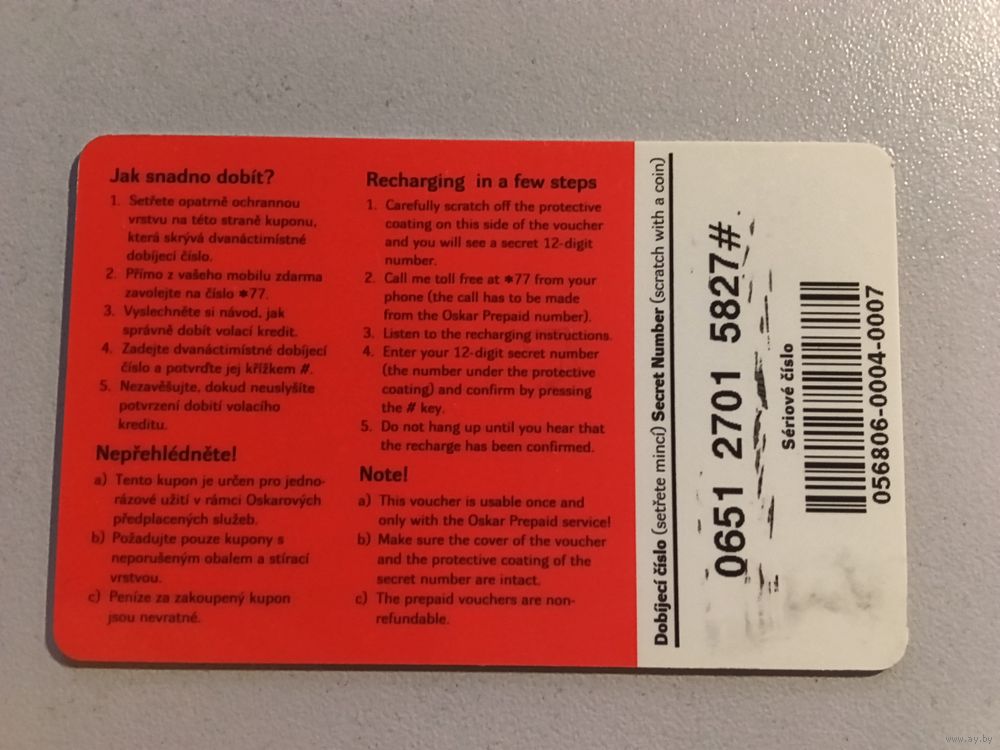 Jak snadno dobít?
1. Setřete opatrně ochrannou
vrstvu na této straně kuponu,
která skrývá dvanáctimístné
dobíjecí číslo.
2. Přímo z vašeho mobilu zdarma
zavolejte na číslo *77.
3. Vyslechněte si návod, jak
správně dobít volací kredit.
4. Zadejte dvanáctimístné dobíjecí
číslo a potvrďte jej křížkem #.
5. Nezavěšujte, dokud neuslyšíte
potvrzení dobití volacího
kreditu.
Nepřehlédněte!
a) Tento kupon je určen pro jedno-
rázové užití v rámci Oskarových
předplacených služeb.
b) Požadujte pouze kupony s
neporušeným obalem a stírací
vrstvou.
c) Peníze za zakoupený kupon
jsou nevratné.
Recharging in a few steps
1. Carefully scratch off the protective
coating on this side of the voucher
and you will see a secret 12-digit
number.
2. Call me toll free at *77 from your
phone (the call has to be made
from the Oskar Prepaid number).
3. Listen to the recharging instructions.
4. Enter your 12-digit secret number
(the number under the protective
coating) and confirm by pressing
the # key.
5. Do not hang up until you hear that
the recharge has been confirmed.
Note!
a) This voucher is usable once and
only with the Oskar Prepaid service!
b) Make sure the cover of the voucher
and the protective coating of the
secret number are intact.
c) The prepaid vouchers are non-
refundable.
Dobíjecí číslo (setřete mincí) Secret Number (scratch with a coin)
0651 2701 5827#
Sériové číslo
056806-0004-0007
www.ay.by